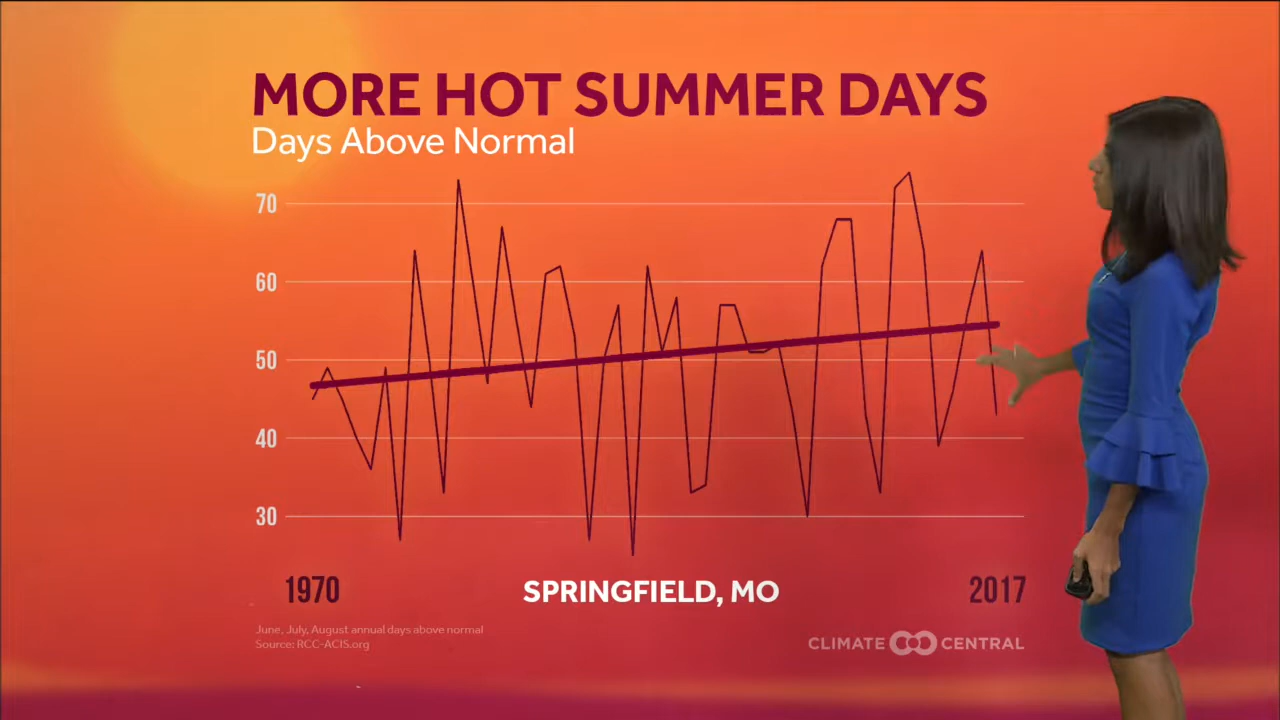 MORE HOT SUMMER DAYS
Days Above Normal
70
60
50
40
30
1970
SPRINGFIELD, MO
2017
June, July, August annual days above normal
Source: RCC-ACIS.org
CLIMATE CENTRAL